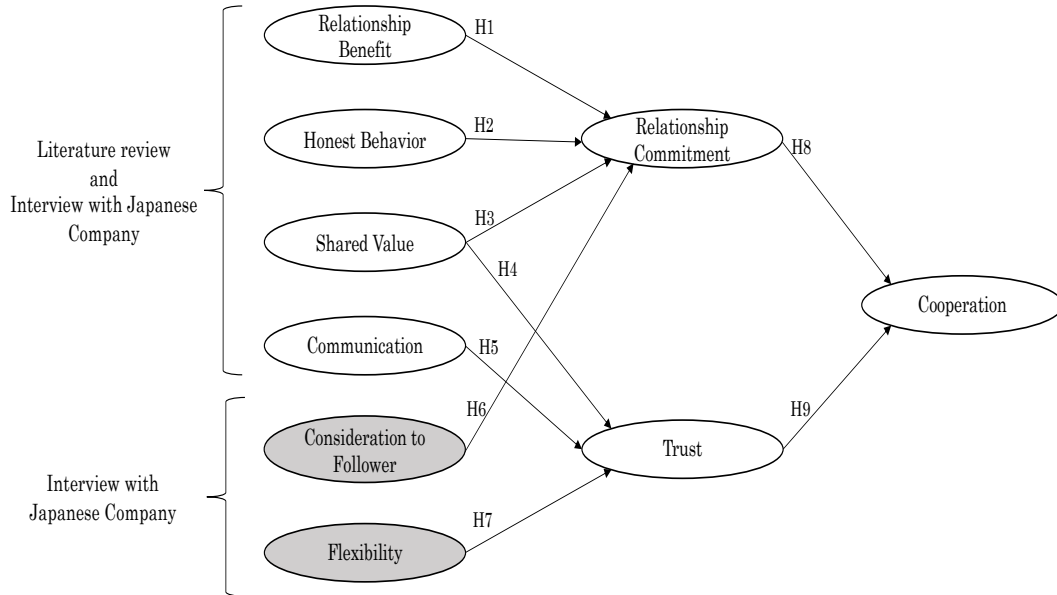 Literature review
and
Interview with Japanese
Company
Interview with
Japanese Company
Relationship
Benefit
Honest Behavior
Shared Value
Communication
Consideration to
Follower
Flexibility
H1
H2
H3
H4
H5
H6
H7
Relationship
Commitment
Trust
H8
H9
Cooperation